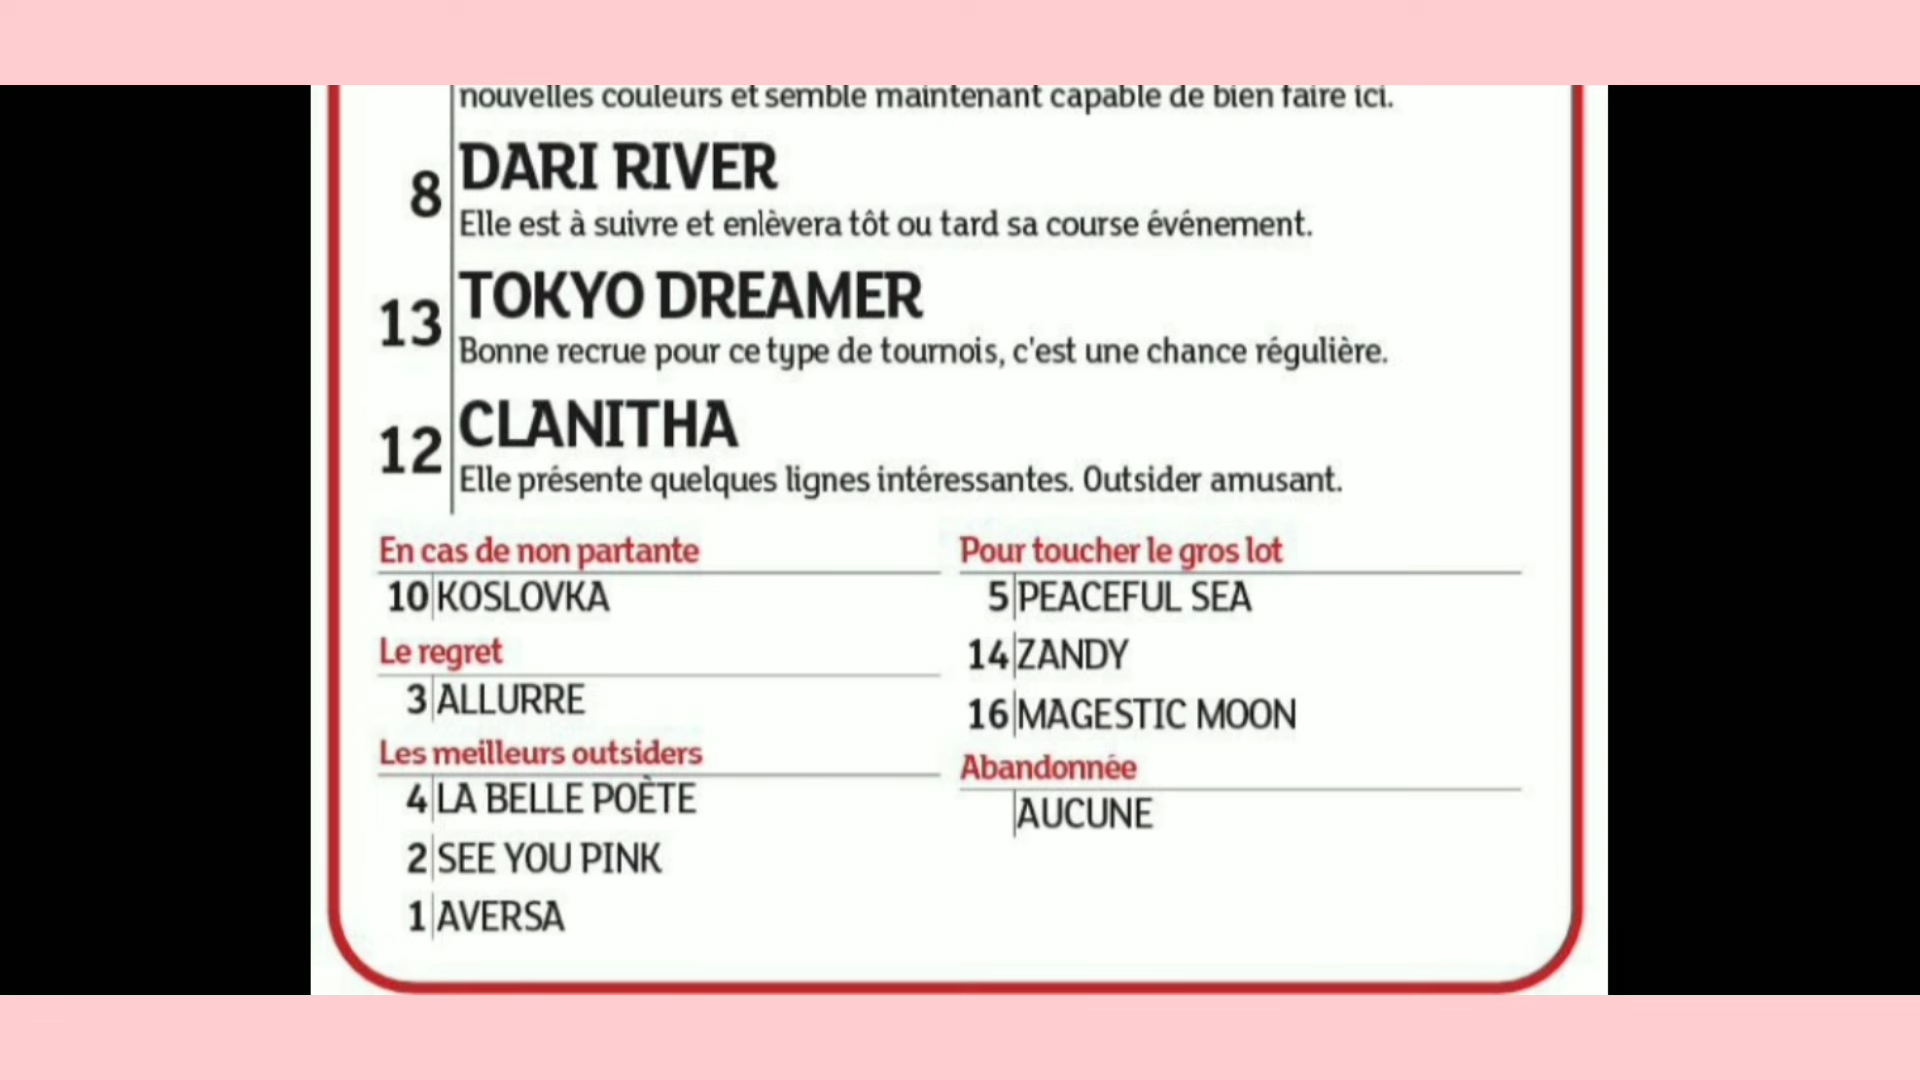 nouvelles couleurs et semble maintenant capable de bien faire ici.
8 DARI RIVER
Elle est à suivre et enlèvera tôt ou tard sa course événement.
13 TOKYO DREAMER
Bonne recrue pour ce type de tournois, c'est une chance régulière.
12 CLANITHA
Elle présente quelques lignes intéressantes. Outsider amusant.
En cas de non partante
10 KOSLOVKA
Le regret
3 ALLURRE
Les meilleurs outsiders
4 LA BELLE POÈTE
2 SEE YOU PINK
1 AVERSA
Pour toucher le gros lot
5 PEACEFUL SEA
14 ZANDY
16 MAGESTIC MOON
Abandonnée
AUCUNE